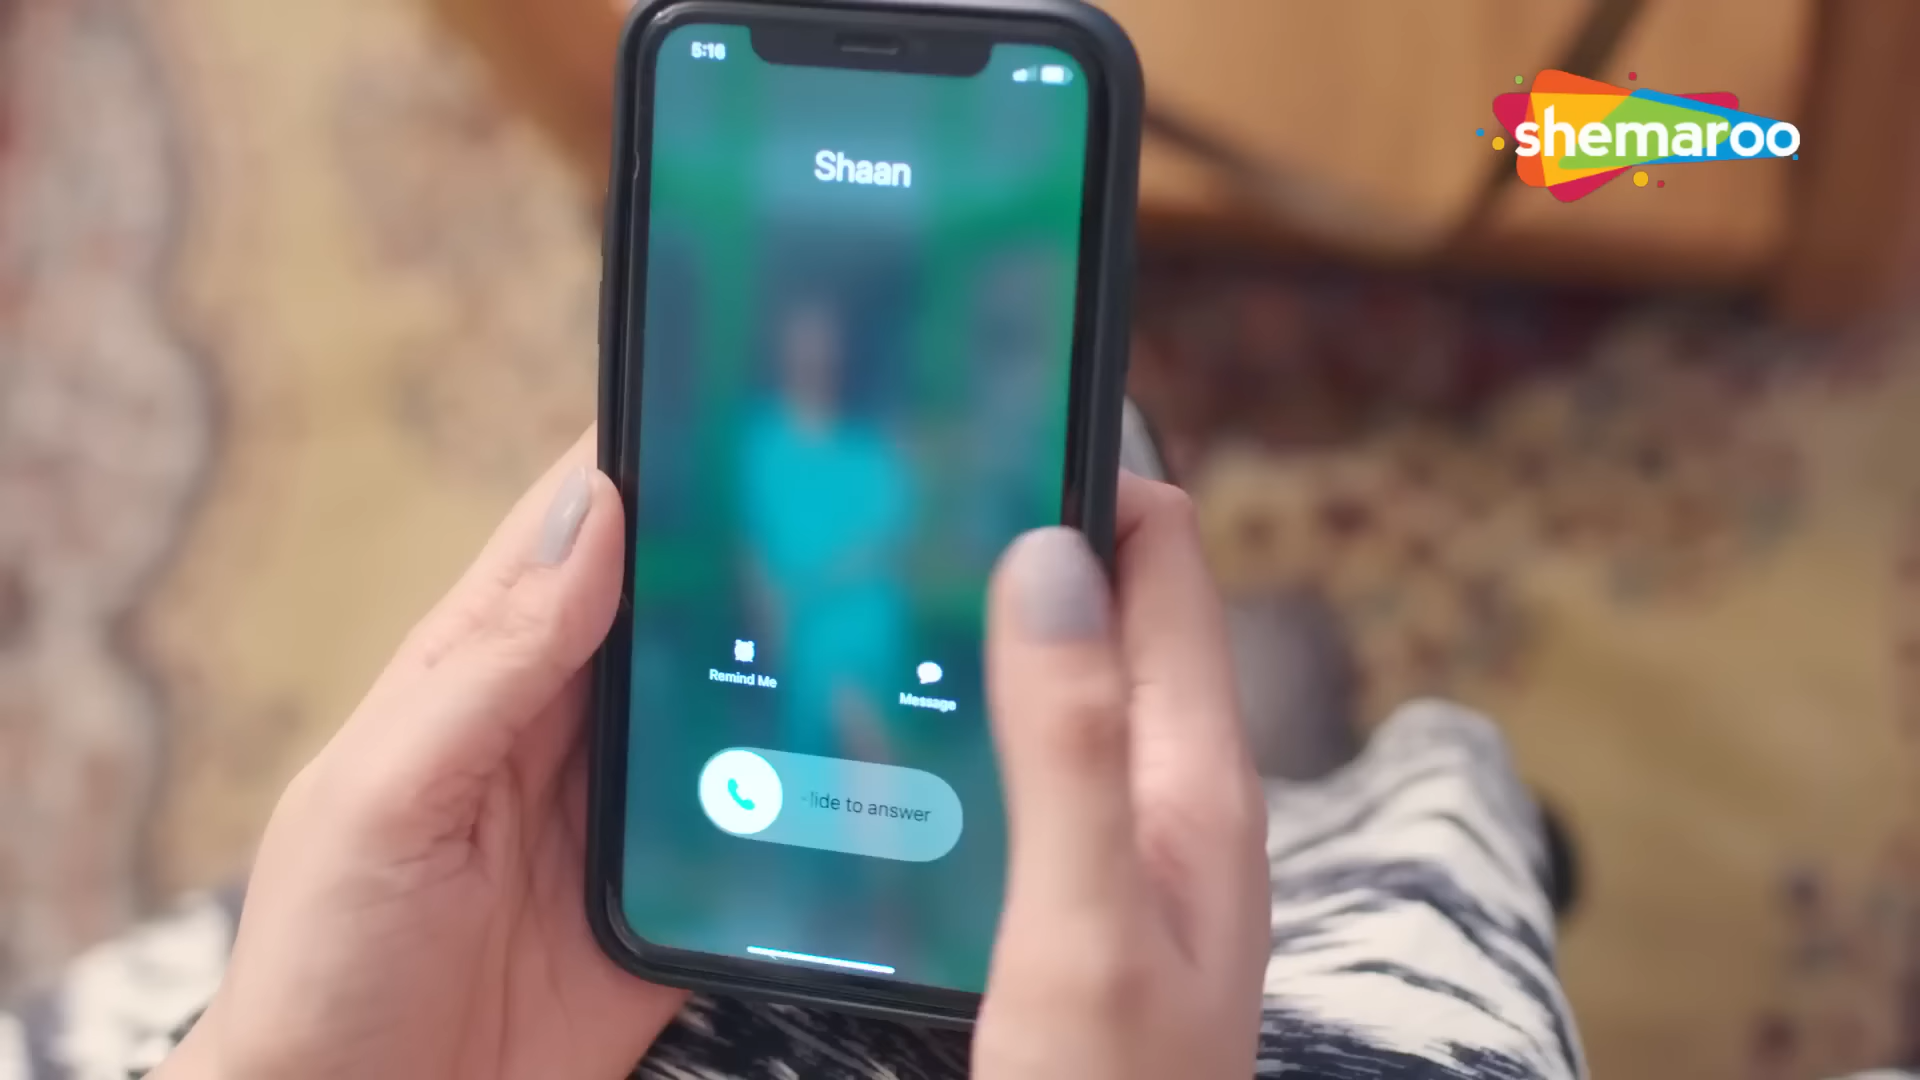 5:16
shemaroo
Shaan
Remind Me
Message
lide to answer